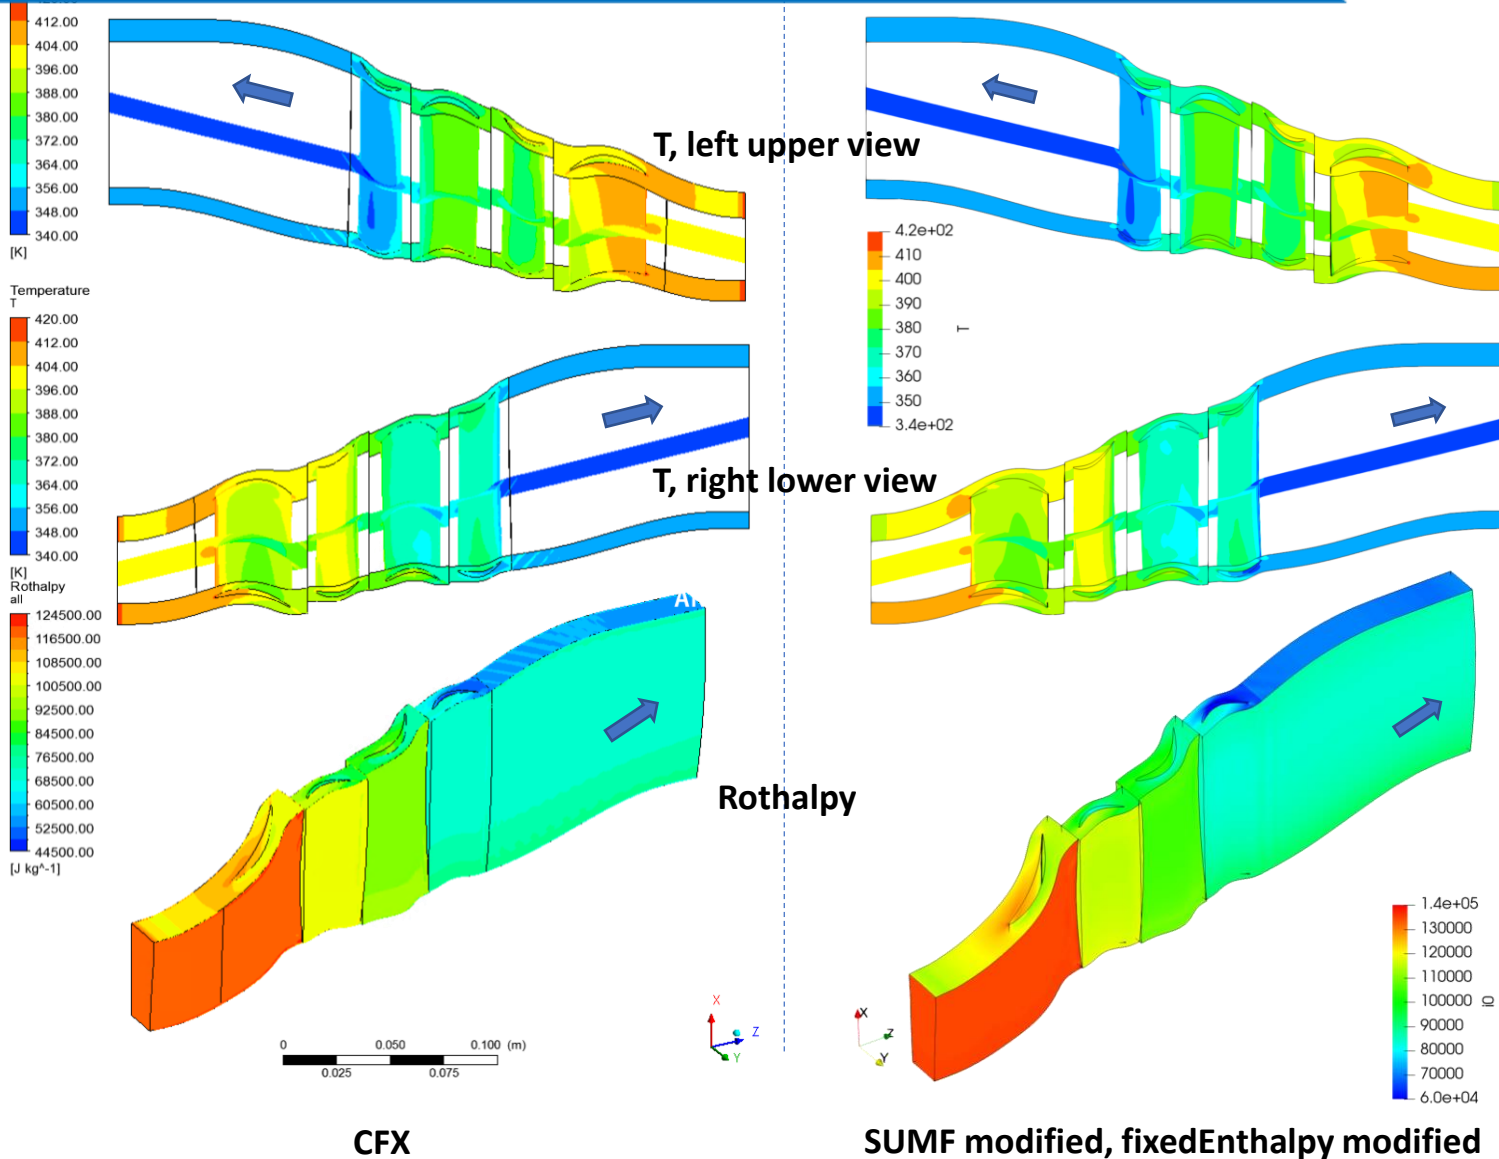 412.00
404.00
396.00
388.00
380.00
372.00
364.00
356.00
348.00
340.00
[K]
T, left upper view
4.2e+02
410
400
390
380
370
360
350
3.4e+02
T
Temperature
T
420.00
412.00
404.00
396.00
388.00
380.00
372.00
364.00
356.00
348.00
340.00
[K]
T, right lower view
Rothalpy
all
124500.00
116500.00
108500.00
100500.00
92500.00
84500.00
76500.00
68500.00
60500.00
52500.00
44500.00
[J kg^-1]
Rothalpy
1.4e+05
130000
120000
110000
100000
90000
80000
70000
6.0e+04
i0
0 0.050 0.100 (m)
0.025 0.075
X
Z
Y
X
Z
Y
CFX
SUMF modified, fixedEnthalpy modified